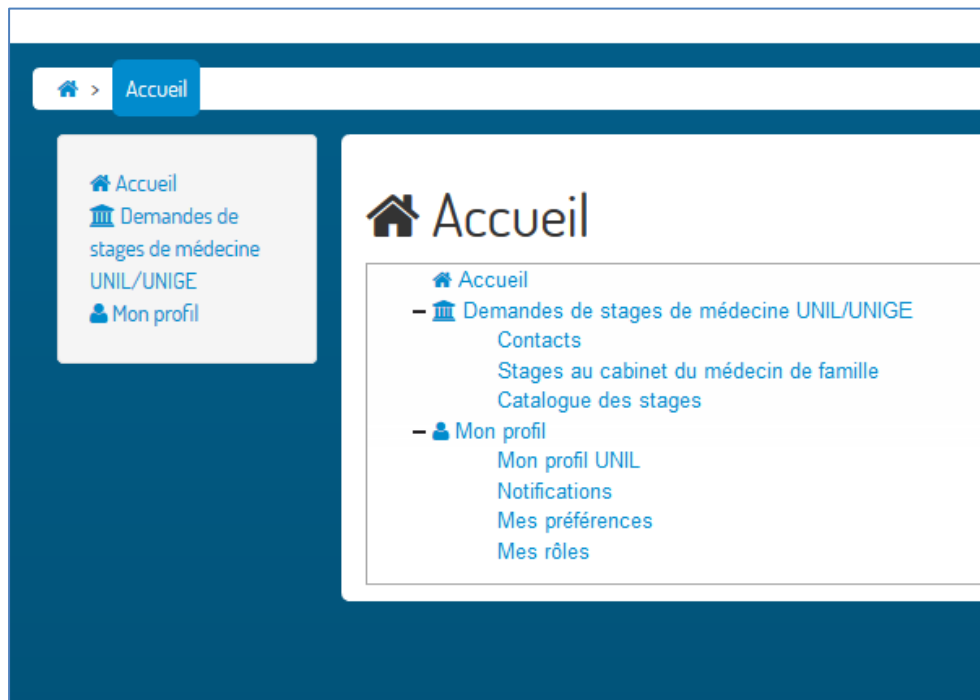 > Accueil
Accueil
Demandes de
stages de médecine
UNIL/UNIGE
Mon profil
Accueil
Accueil
Demandes de stages de médecine UNIL/UNIGE
Contacts
Stages au cabinet du médecin de famille
Catalogue des stages
Mon profil
Mon profil UNIL
Notifications
Mes préférences
Mes rôles